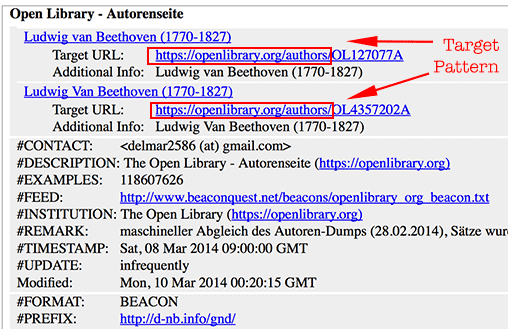 Open Library - Autorenseite
Ludwig van Beethoven (1770-1827)
Target URL: https://openlibrary.org/authors/OL127077A
Additional Info: Ludwig van Beethoven (1770-1827)
Target
Pattern
Ludwig Van Beethoven (1770-1827)
Target URL: https://openlibrary.org/authors/OL4357202A
Additional Info: Ludwig Van Beethoven (1770-1827)
#CONTACT: <delmar2586 (at) gmail.com>
#DESCRIPTION: The Open Library - Autorenseite (https://openlibrary.org)
#EXAMPLES: 118607626
#FEED: http://www.beaconquest.net/beacons/openlibrary_org_beacon.txt
#INSTITUTION: The Open Library (https://openlibrary.org)
#REMARK: maschineller Abgleich des Autoren-Dumps (28.02.2014), Sätze wurd
#TIMESTAMP: Sat, 08 Mar 2014 09:00:00 GMT
#UPDATE: infrequently
Modified: Mon, 10 Mar 2014 00:20:15 GMT
#FORMAT: BEACON
#PREFIX: http://d-nb.info/gnd/